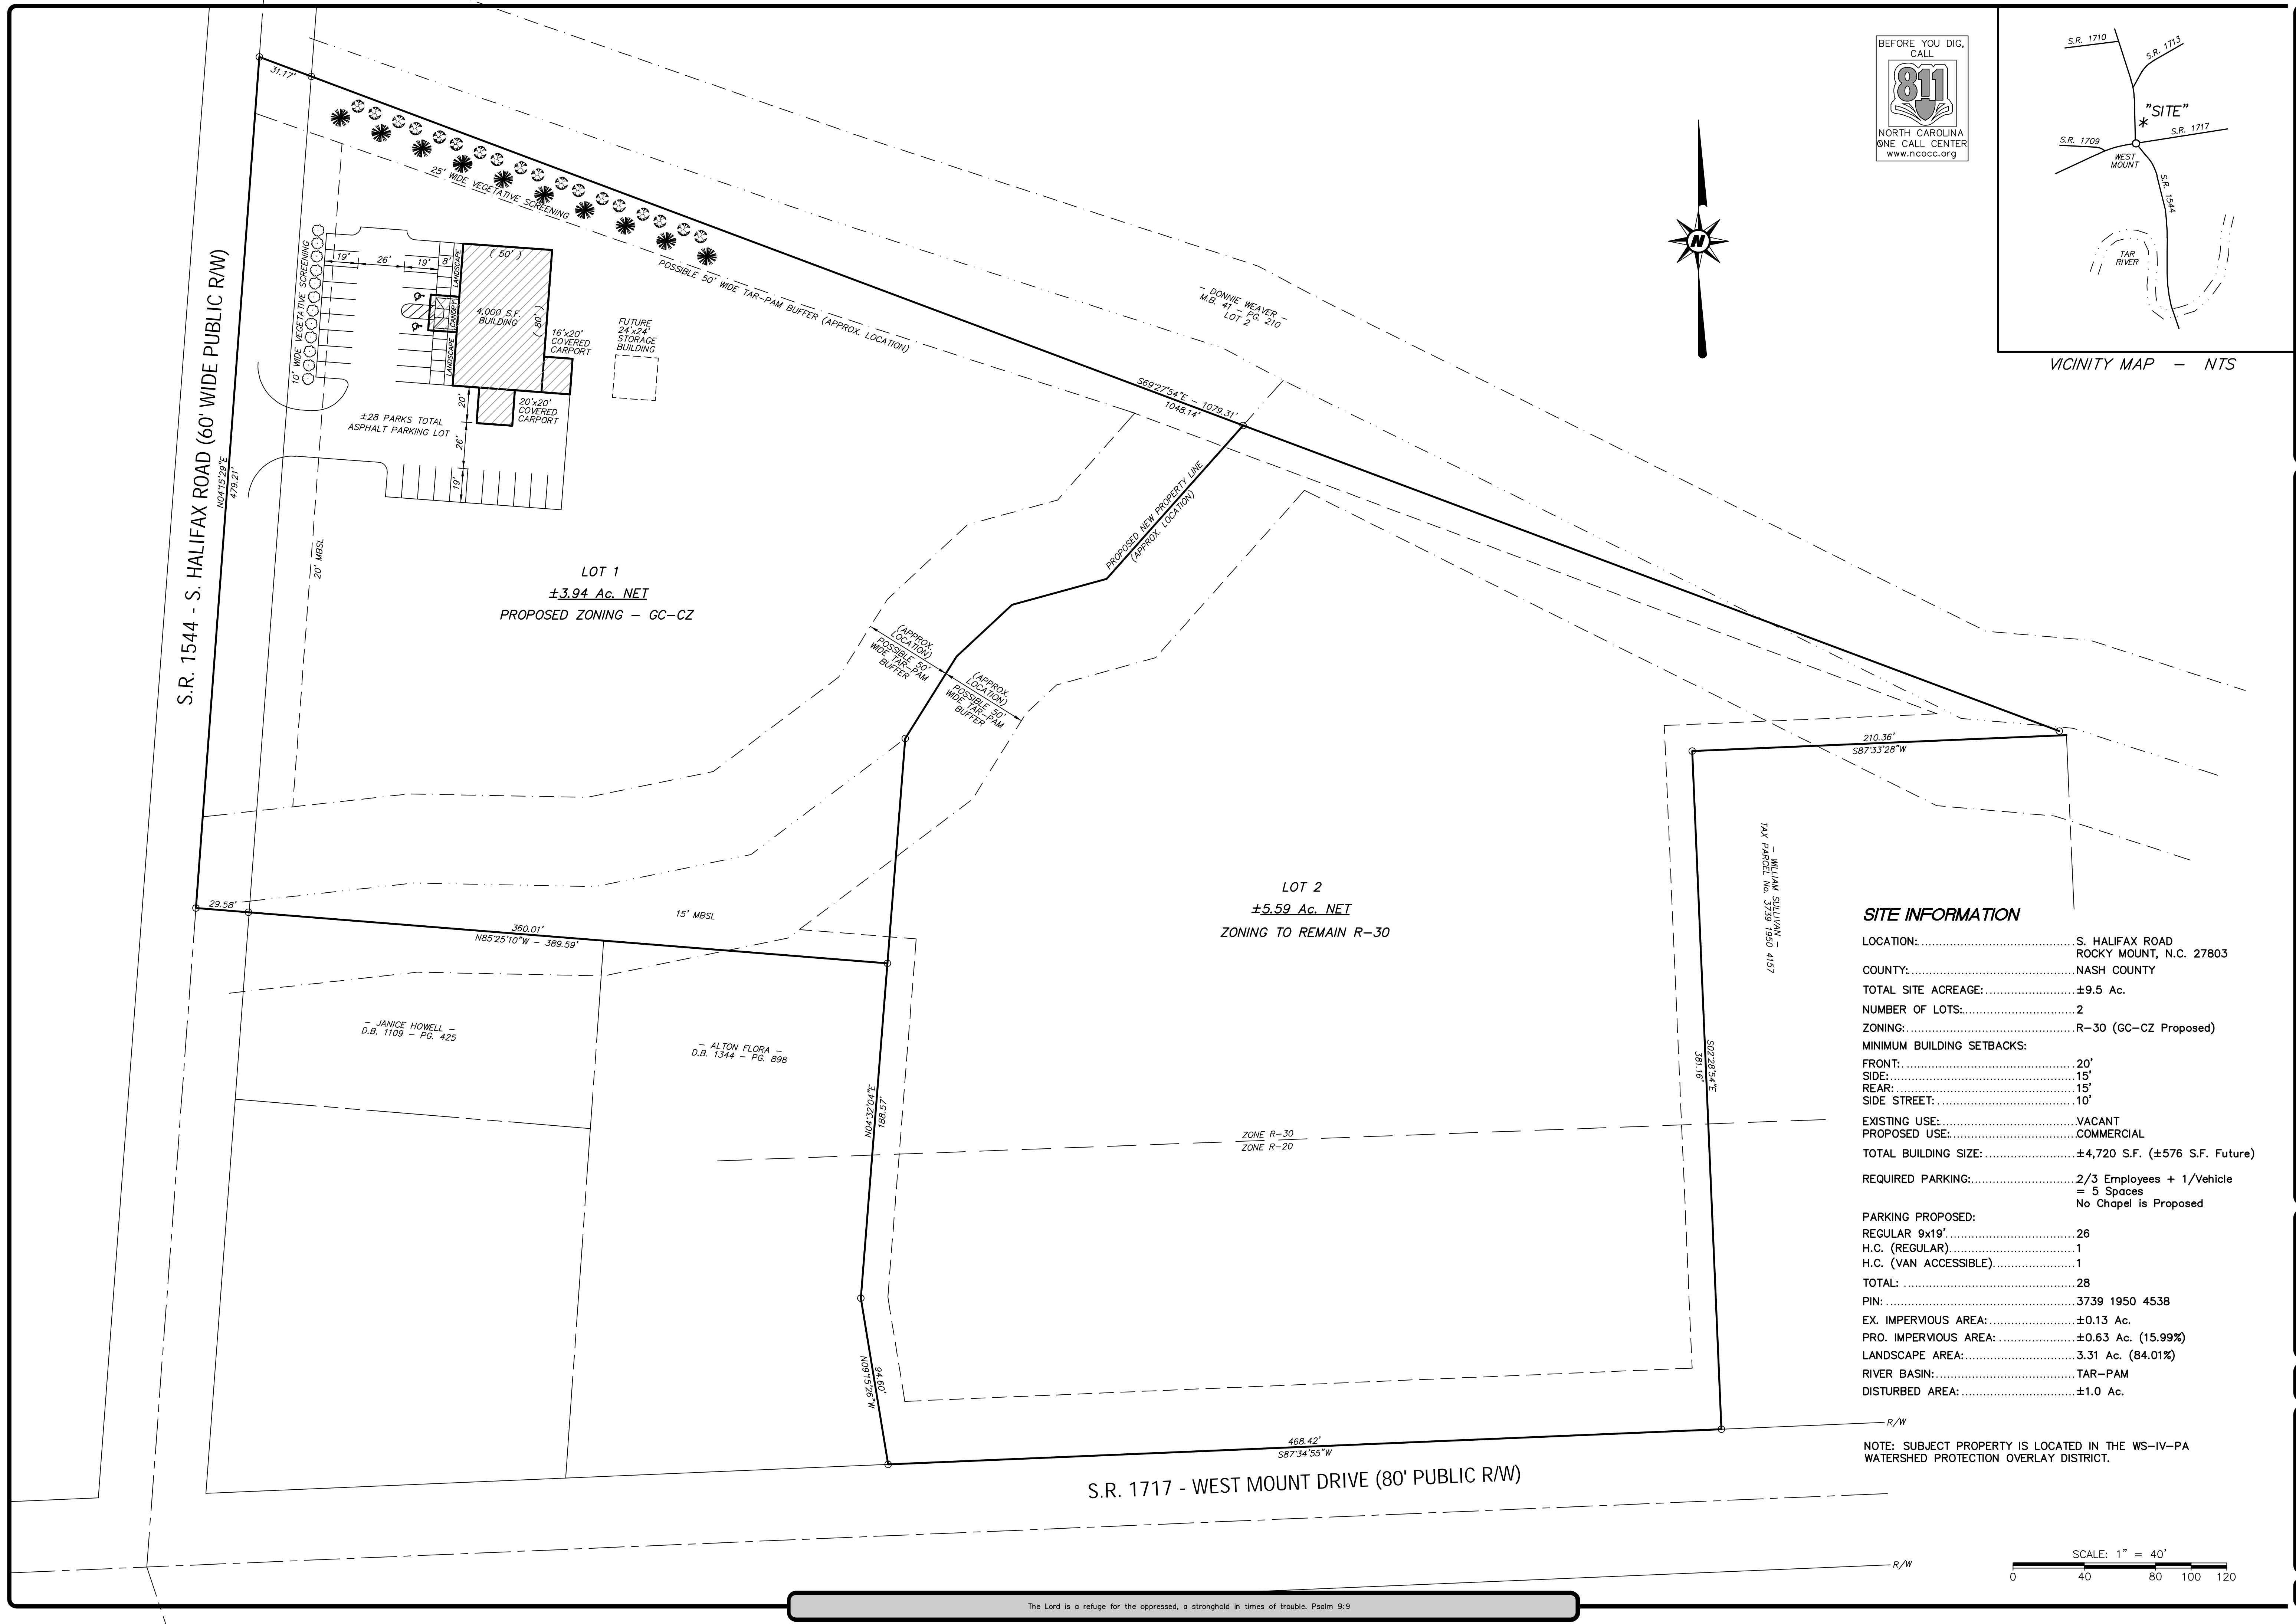 BEFORE YOU DIG,
CALL
811
NORTH CAROLINA
ONE CALL CENTER
www.ncocc.org
S.R. 1710
S.R. 1713
"SITE"
S.R. 1709
S.R. 1717
WEST
MOUNT
S.R. 1544
TAR
RIVER
VICINITY MAP – NTS
N
31.17'
25' WIDE VEGETATIVE SCREENING
POSSIBLE 50' WIDE TAR-PAM BUFFER (APPROX. LOCATION)
10' WIDE VEGETATIVE SCREENING
19'
26'
19'
8'
LANDSCAPE
CANOPY
LANDSCAPE
( 50' )
( 80' )
4,000 S.F.
BUILDING
16'x20'
COVERED
CARPORT
FUTURE
24'x24'
STORAGE
BUILDING
20'x20'
COVERED
CARPORT
20'
26'
19'
±28 PARKS TOTAL
ASPHALT PARKING LOT
– DONNIE WEAVER –
M.B. 41 – PG. 210
LOT 2
S69°27'54"E – 1079.31'
1048.14'
PROPOSED NEW PROPERTY LINE
(APPROX. LOCATION)
S.R. 1544 - S. HALIFAX ROAD (60' WIDE PUBLIC R/W)
N04°15'29"E
479.21'
20' MBSL
LOT 1
±3.94 Ac. NET
PROPOSED ZONING – GC-CZ
(APPROX.
LOCATION)
POSSIBLE 50'
WIDE TAR-PAM
BUFFER
(APPROX.
LOCATION)
POSSIBLE 50'
WIDE TAR-PAM
BUFFER
210.36'
S87°33'28"W
– WILLIAM SULLIVAN –
TAX PARCEL No. 3739 1950 4157
29.58'
360.01'
N85°25'10"W – 389.59'
15' MBSL
LOT 2
±5.59 Ac. NET
ZONING TO REMAIN R-30
– JANICE HOWELL –
D.B. 1109 – PG. 425
– ALTON FLORA –
D.B. 1344 – PG. 898
N04°32'04"E
188.57'
S02°28'54"E
381.16'
ZONE R-30
ZONE R-20
N09°15'26"W
94.60'
468.42'
S87°34'55"W
S.R. 1717 - WEST MOUNT DRIVE (80' PUBLIC R/W)
R/W
R/W
SITE INFORMATION
LOCATION: S. HALIFAX ROAD
ROCKY MOUNT, N.C. 27803
COUNTY: NASH COUNTY
TOTAL SITE ACREAGE: ±9.5 Ac.
NUMBER OF LOTS: 2
ZONING: R-30 (GC-CZ Proposed)
MINIMUM BUILDING SETBACKS:
FRONT: 20'
SIDE: 15'
REAR: 15'
SIDE STREET: 10'
EXISTING USE: VACANT
PROPOSED USE: COMMERCIAL
TOTAL BUILDING SIZE: ±4,720 S.F. (±576 S.F. Future)
REQUIRED PARKING: 2/3 Employees + 1/Vehicle
= 5 Spaces
No Chapel is Proposed
PARKING PROPOSED:
REGULAR 9x19' 26
H.C. (REGULAR) 1
H.C. (VAN ACCESSIBLE) 1
TOTAL: 28
PIN: 3739 1950 4538
EX. IMPERVIOUS AREA: ±0.13 Ac.
PRO. IMPERVIOUS AREA: ±0.63 Ac. (15.99%)
LANDSCAPE AREA: 3.31 Ac. (84.01%)
RIVER BASIN: TAR-PAM
DISTURBED AREA: ±1.0 Ac.
NOTE: SUBJECT PROPERTY IS LOCATED IN THE WS-IV-PA
WATERSHED PROTECTION OVERLAY DISTRICT.
SCALE: 1" = 40'
0 40 80 100 120
The Lord is a refuge for the oppressed, a stronghold in times of trouble. Psalm 9:9